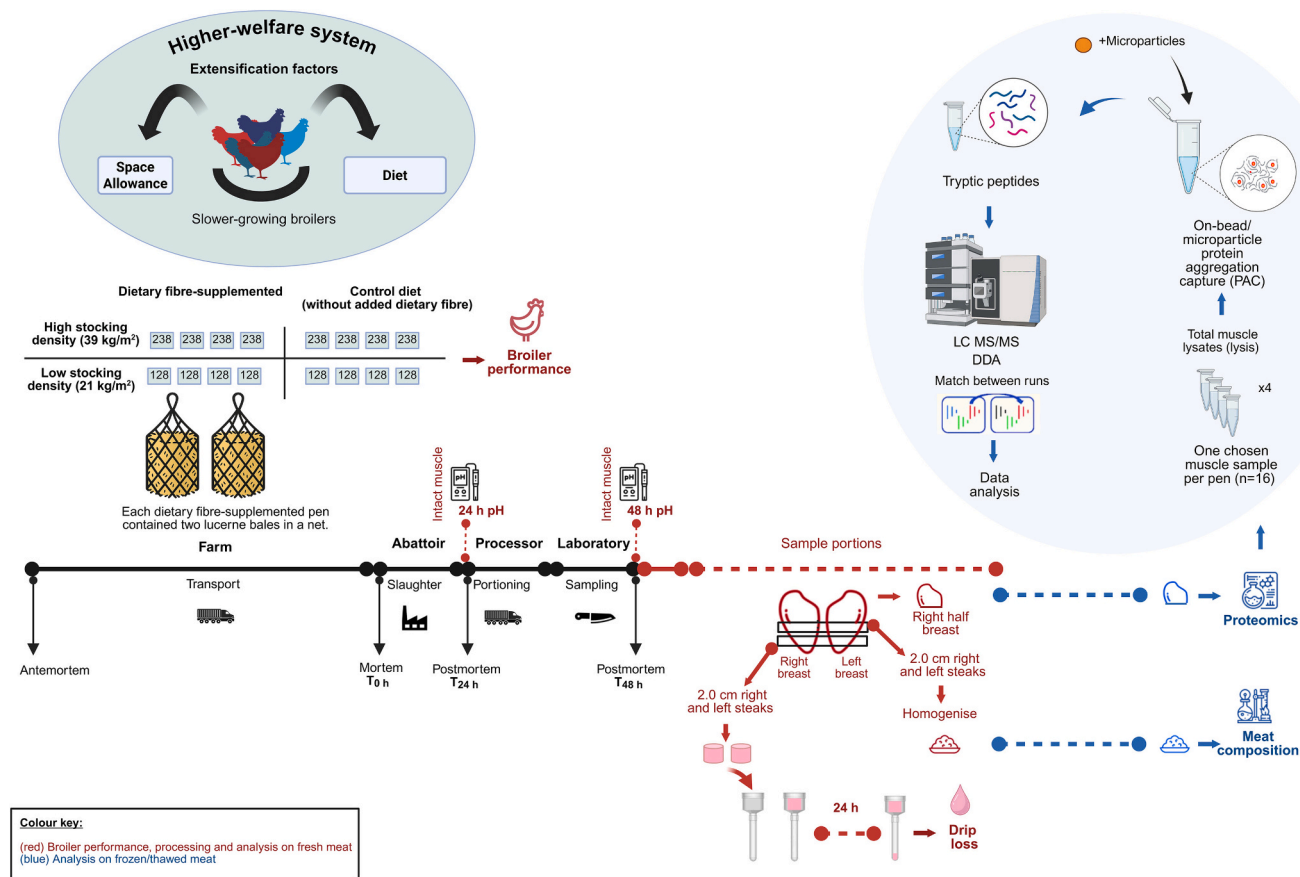 Higher-welfare system
Extensification factors
Space
Allowance
Diet
Slower-growing broilers
Dietary fibre-supplemented
Control diet
(without added dietary fibre)
High stocking
density (39 kg/m²)
238 238 238 238
238 238 238 238
Low stocking
density (21 kg/m²)
128 128 128 128
128 128 128 128
Broiler
performance
Each dietary fibre-supplemented pen
contained two lucerne bales in a net.
Intact muscle
pH
24 h pH
Intact muscle
pH
48 h pH
Farm
Abattoir
Processor
Laboratory
Sample portions
Transport
Slaughter
Portioning
Sampling
Antemortem
Mortem
T0 h
Postmortem
T24 h
Postmortem
T48 h
Right
breast
Left
breast
Right half
breast
2.0 cm right
and left steaks
2.0 cm right
and left steaks
Homogenise
24 h
Drip
loss
+Microparticles
Tryptic peptides
On-bead/
microparticle
protein
aggregation
capture (PAC)
LC MS/MS
DDA
Match between runs
Data
analysis
Total muscle
lysates (lysis)
x4
One chosen
muscle sample
per pen (n=16)
Proteomics
Meat
composition
Colour key:
(red) Broiler performance, processing and analysis on fresh meat
(blue) Analysis on frozen/thawed meat